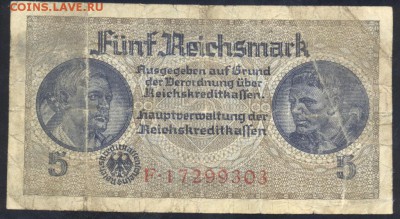 COINS.LAVE.RU
Fünf Reichsmark
Ausgegeben auf Grund
der Verordnung über
Reichskreditkassen.
Hauptverwaltung der
Reichskreditkassen
5
5
F·17299303